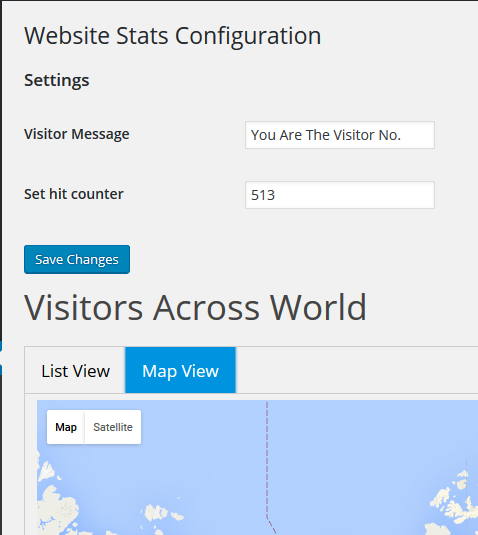 Website Stats Configuration
Settings
Visitor Message You Are The Visitor No.
Set hit counter 513
Save Changes
Visitors Across World
List View Map View
Map Satellite